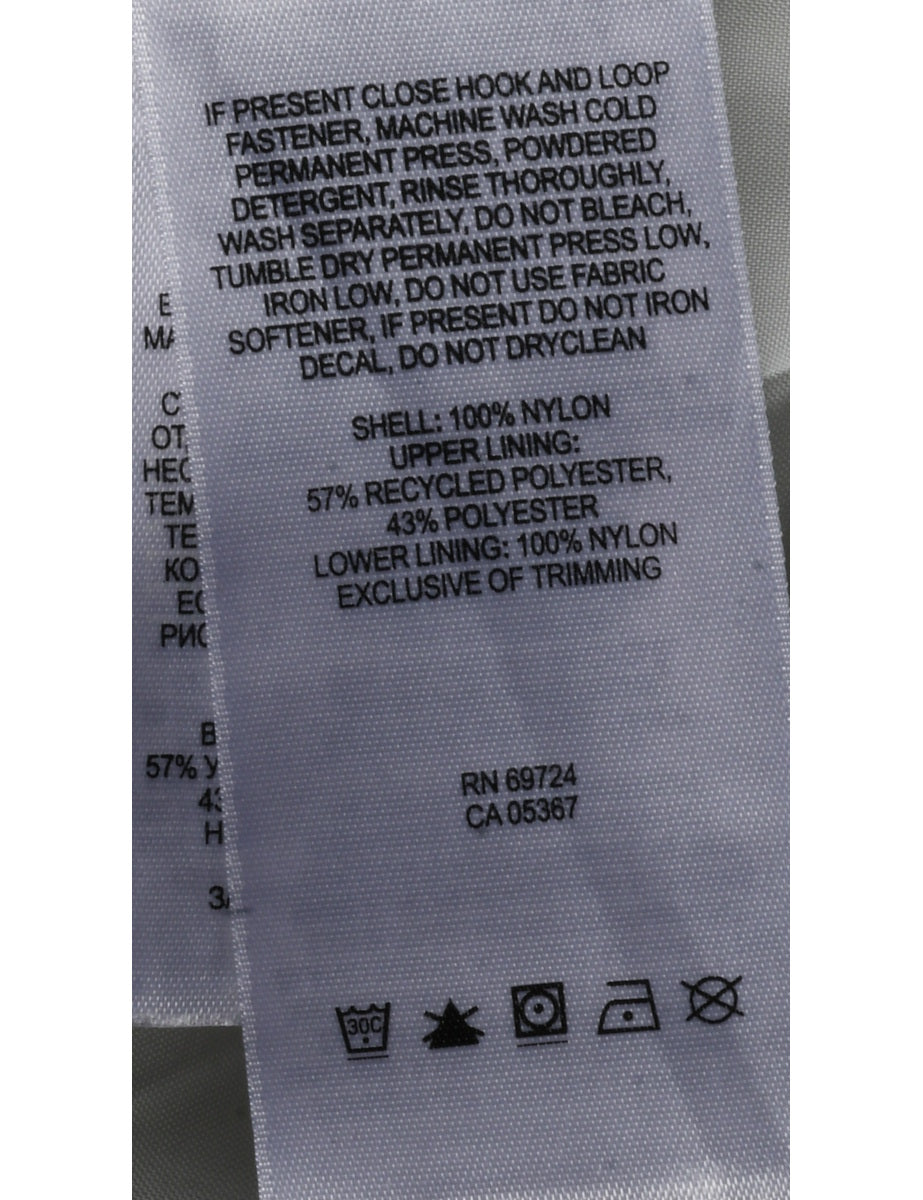 IF PRESENT CLOSE HOOK AND LOOP
FASTENER, MACHINE WASH COLD
PERMANENT PRESS, POWDERED
DETERGENT, RINSE THOROUGHLY,
WASH SEPARATELY, DO NOT BLEACH,
TUMBLE DRY PERMANENT PRESS LOW,
IRON LOW, DO NOT USE FABRIC
SOFTENER, IF PRESENT DO NOT IRON
DECAL, DO NOT DRYCLEAN
SHELL: 100% NYLON
UPPER LINING:
57% RECYCLED POLYESTER,
43% POLYESTER
LOWER LINING: 100% NYLON
EXCLUSIVE OF TRIMMING
RN 69724
CA 05367
30C
57%